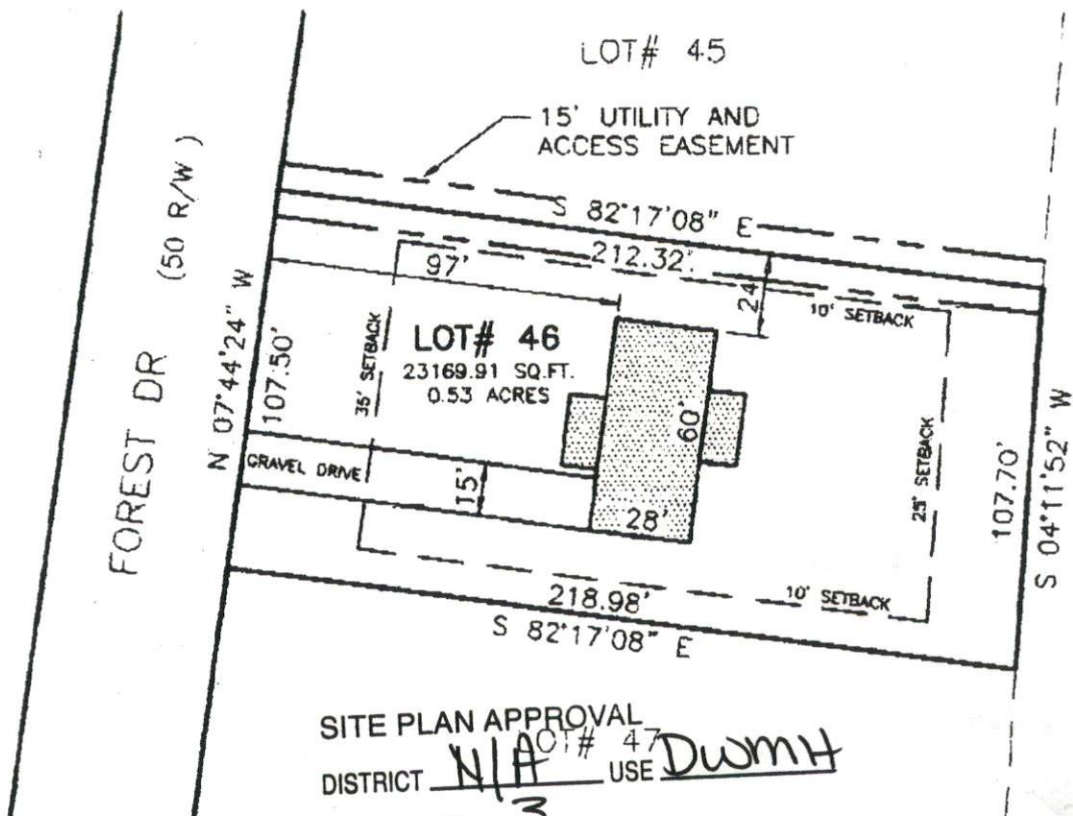 LOT# 45
15' UTILITY AND
ACCESS EASEMENT
FOREST DR (50 R/W )
S 82°17'08" E
212.32'
97'
24'
10' SETBACK
LOT# 46
23169.91 SQ.FT.
0.53 ACRES
35' SETBACK
N 07°44'24" W
107.50'
60'
GRAVEL DRIVE
15'
28'
25' SETBACK
107.70'
S 04°11'52" W
218.98'
10' SETBACK
S 82°17'08" E
SITE PLAN APPROVAL
OT# 47
DISTRICT N/A USE DWMH
3